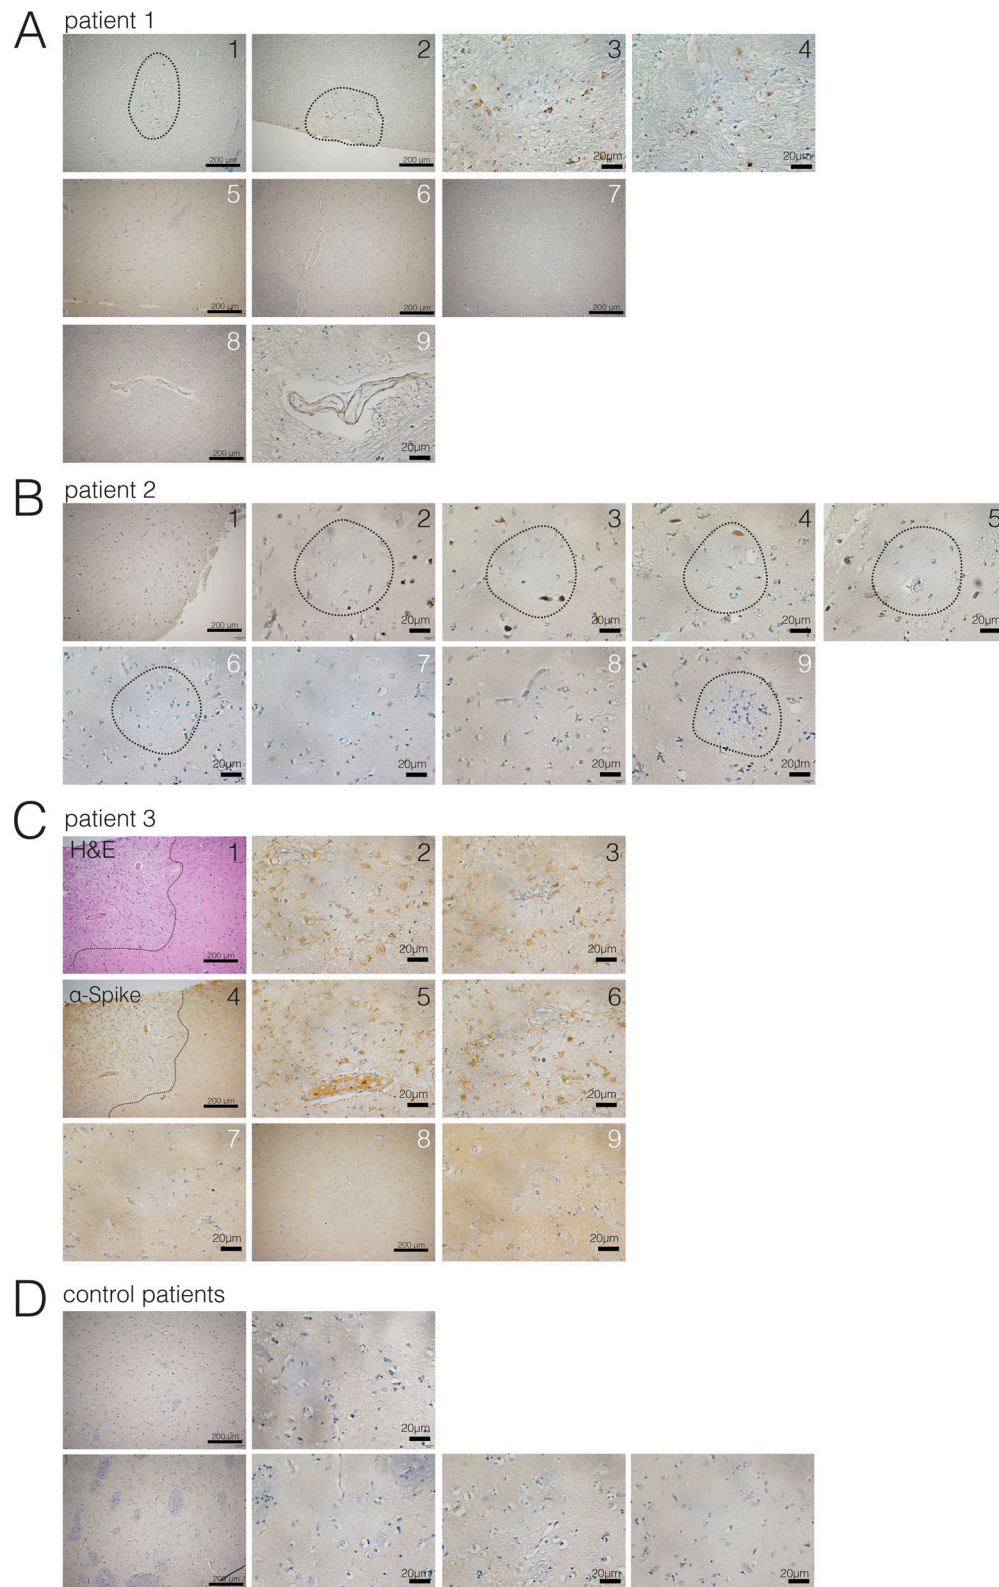 A patient 1
1 2 3 4
200 µm 200 µm 20µm 20µm
5 6 7
200 µm 200 µm 200 µm
8 9
200 µm 20µm
B patient 2
1 2 3 4 5
200 µm 20µm 20µm 20µm 20µm
6 7 8 9
20µm 20µm 20µm 20µm
C patient 3
H&E 1 2 3
200 µm 20µm 20µm
α-Spike 4 5 6
200 µm 20µm 20µm
7 8 9
20µm 200 µm 20µm
D control patients
200 µm 20µm
200 µm 20µm 20µm 20µm